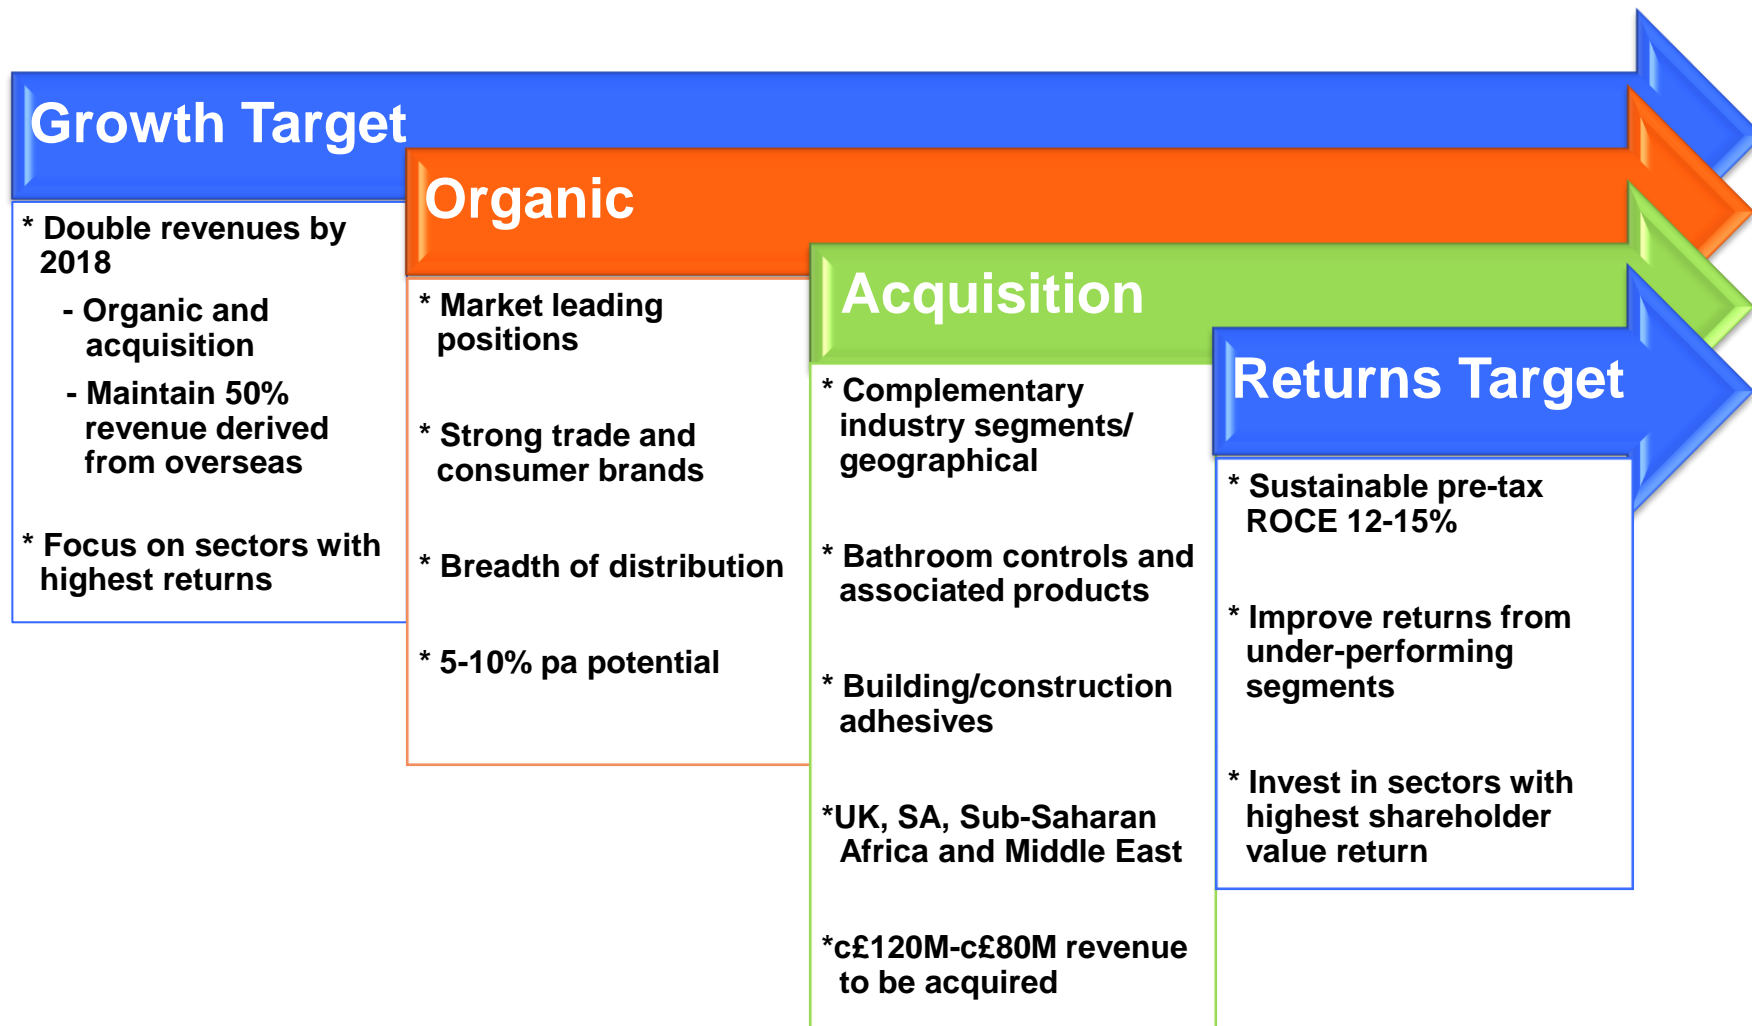 Growth Target
* Double revenues by
2018
- Organic and
acquisition
- Maintain 50%
revenue derived
from overseas
* Focus on sectors with
highest returns
Organic
* Market leading
positions
* Strong trade and
consumer brands
* Breadth of distribution
* 5-10% pa potential
Acquisition
* Complementary
industry segments/
geographical
* Bathroom controls and
associated products
* Building/construction
adhesives
*UK, SA, Sub-Saharan
Africa and Middle East
*c£120M-c£80M revenue
to be acquired
Returns Target
* Sustainable pre-tax
ROCE 12-15%
* Improve returns from
under-performing
segments
* Invest in sectors with
highest shareholder
value return